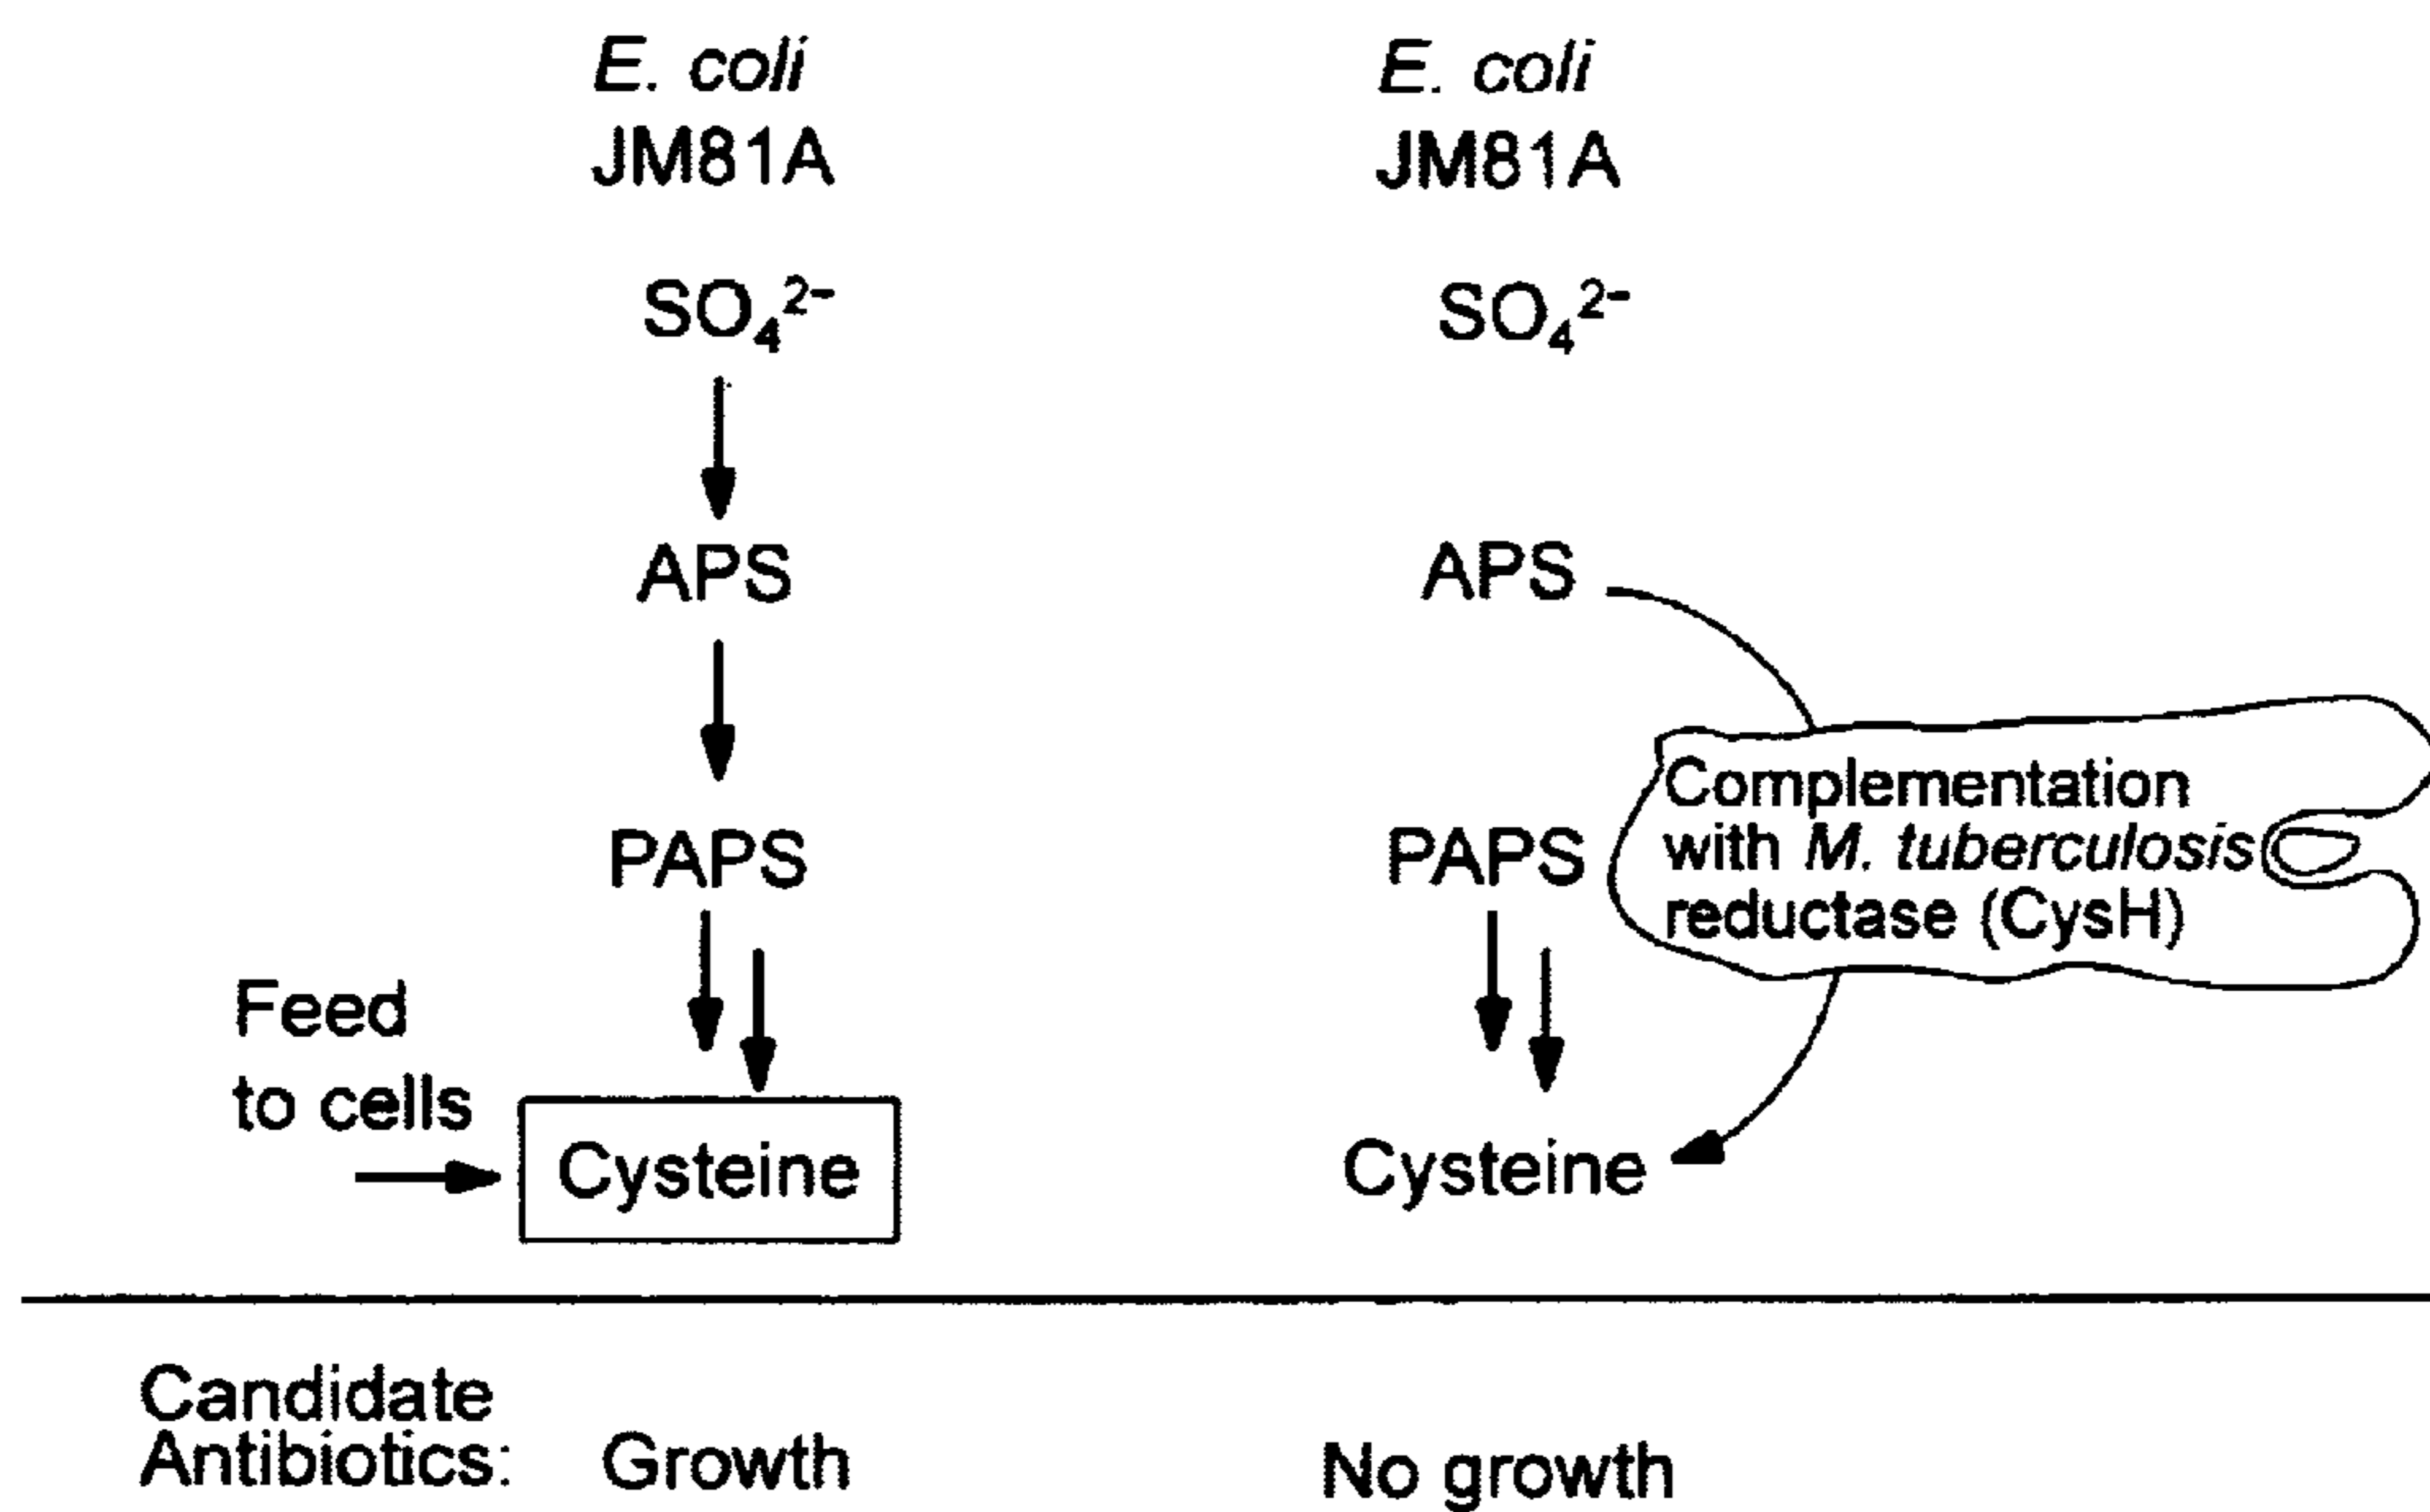 E. coli
JM81A
SO₄²⁻
APS
PAPS
Feed
to cells
Cysteine
E. coli
JM81A
SO₄²⁻
APS
PAPS
Complementation
with M. tuberculosis
reductase (CysH)
Cysteine
Candidate
Antibiotics: Growth No growth